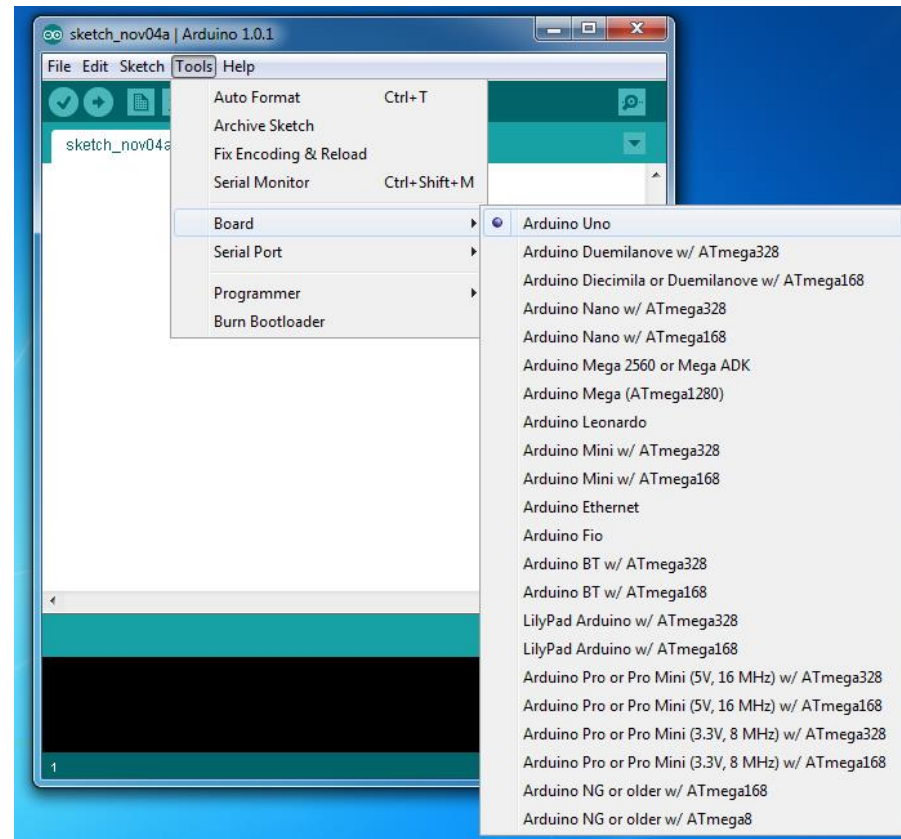 sketch_nov04a | Arduino 1.0.1
File Edit Sketch Tools Help
Auto Format Ctrl+T
Archive Sketch
sketch_nov04a
Fix Encoding & Reload
Serial Monitor Ctrl+Shift+M
Board
Serial Port
Programmer
Burn Bootloader
Arduino Uno
Arduino Duemilanove w/ ATmega328
Arduino Diecimila or Duemilanove w/ ATmega168
Arduino Nano w/ ATmega328
Arduino Nano w/ ATmega168
Arduino Mega 2560 or Mega ADK
Arduino Mega (ATmega1280)
Arduino Leonardo
Arduino Mini w/ ATmega328
Arduino Mini w/ ATmega168
Arduino Ethernet
Arduino Fio
Arduino BT w/ ATmega328
Arduino BT w/ ATmega168
LilyPad Arduino w/ ATmega328
LilyPad Arduino w/ ATmega168
Arduino Pro or Pro Mini (5V, 16 MHz) w/ ATmega328
Arduino Pro or Pro Mini (5V, 16 MHz) w/ ATmega168
Arduino Pro or Pro Mini (3.3V, 8 MHz) w/ ATmega328
Arduino Pro or Pro Mini (3.3V, 8 MHz) w/ ATmega168
Arduino NG or older w/ ATmega168
Arduino NG or older w/ ATmega8
1